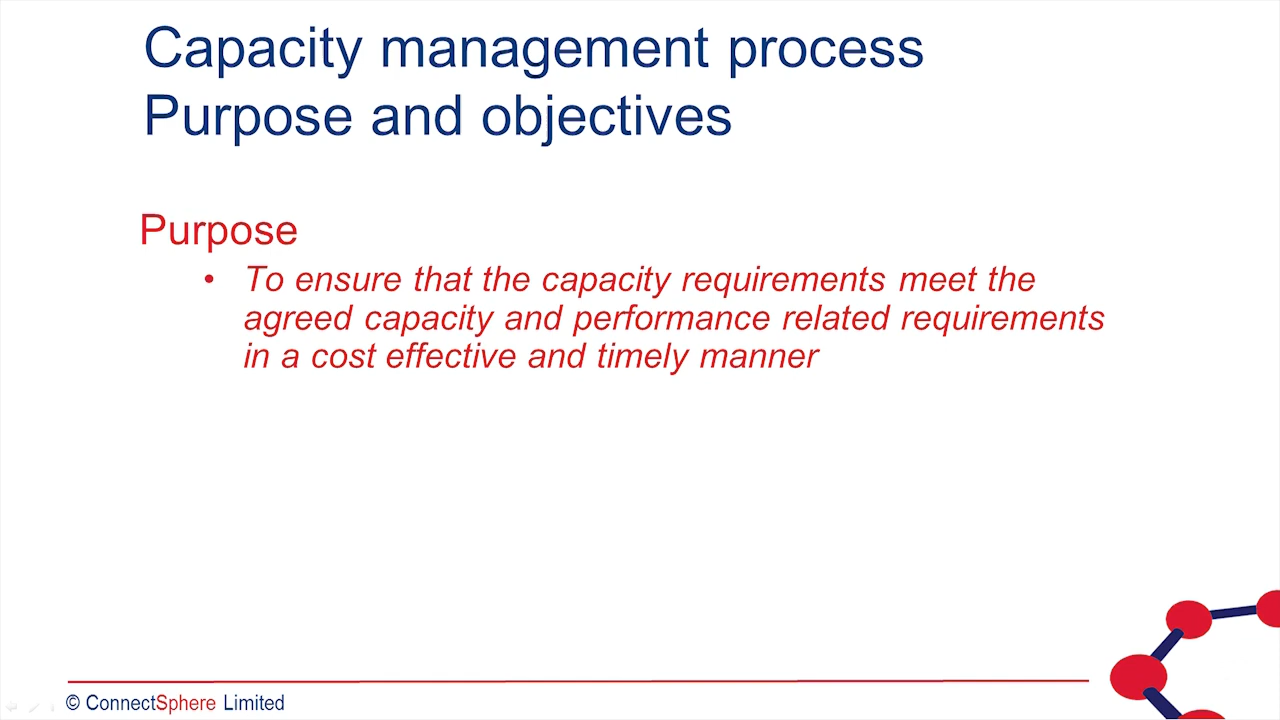 Capacity management process
Purpose and objectives
Purpose
• To ensure that the capacity requirements meet the
agreed capacity and performance related requirements
in a cost effective and timely manner
© ConnectSphere Limited